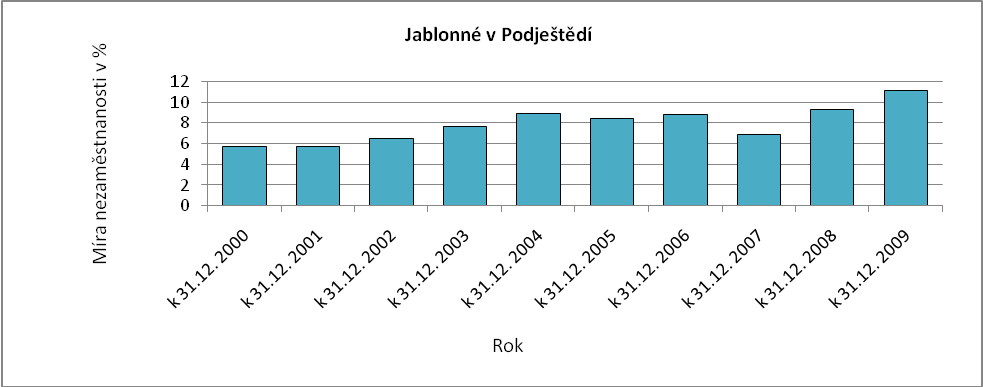 Jablonné v Podještědí
Míra nezaměstnanosti v %
12
10
8
6
4
2
0
k 31.12. 2000
k 31.12. 2001
k 31.12. 2002
k 31.12. 2003
k 31.12. 2004
k 31.12. 2005
k 31.12. 2006
k 31.12. 2007
k 31.12. 2008
k 31.12. 2009
Rok